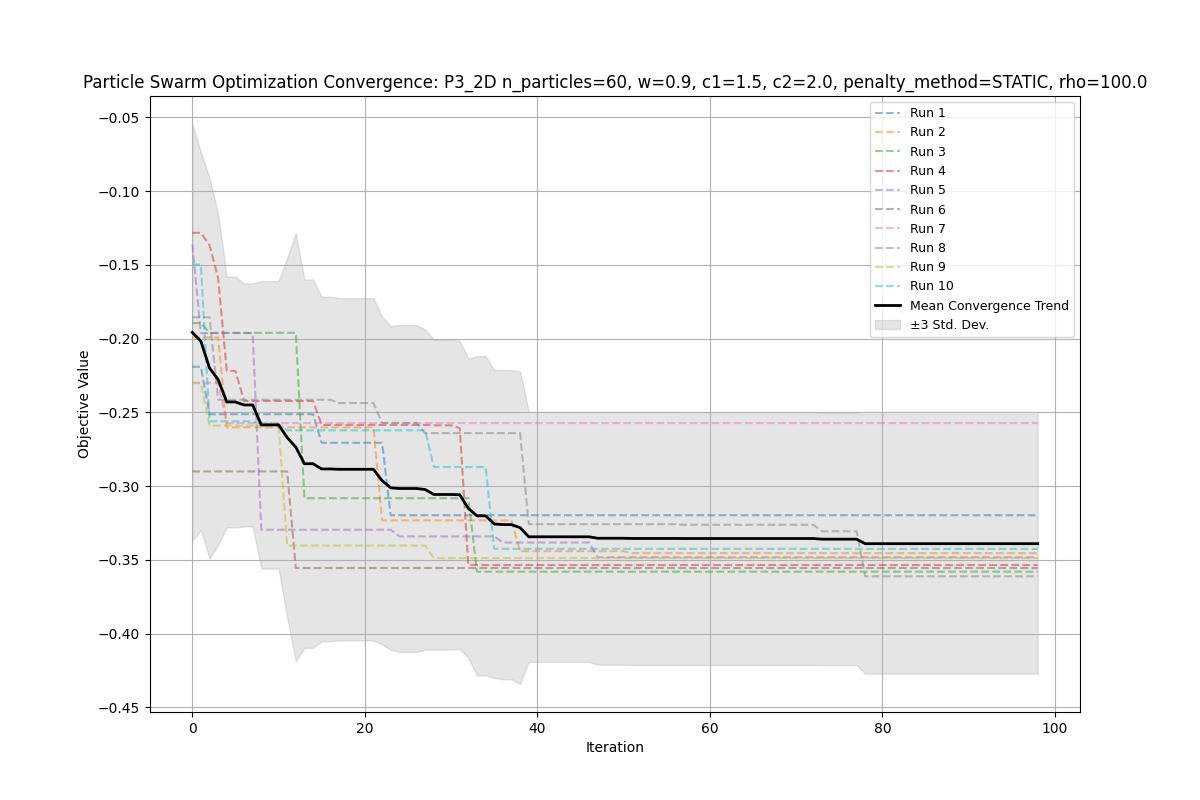 Particle Swarm Optimization Convergence: P3_2D n_particles=60, w=0.9, c1=1.5, c2=2.0, penalty_method=STATIC, rho=100.0
Objective Value
−0.05
−0.10
−0.15
−0.20
−0.25
−0.30
−0.35
−0.40
−0.45
Run 1
Run 2
Run 3
Run 4
Run 5
Run 6
Run 7
Run 8
Run 9
Run 10
Mean Convergence Trend
±3 Std. Dev.
0 20 40 60 80 100
Iteration